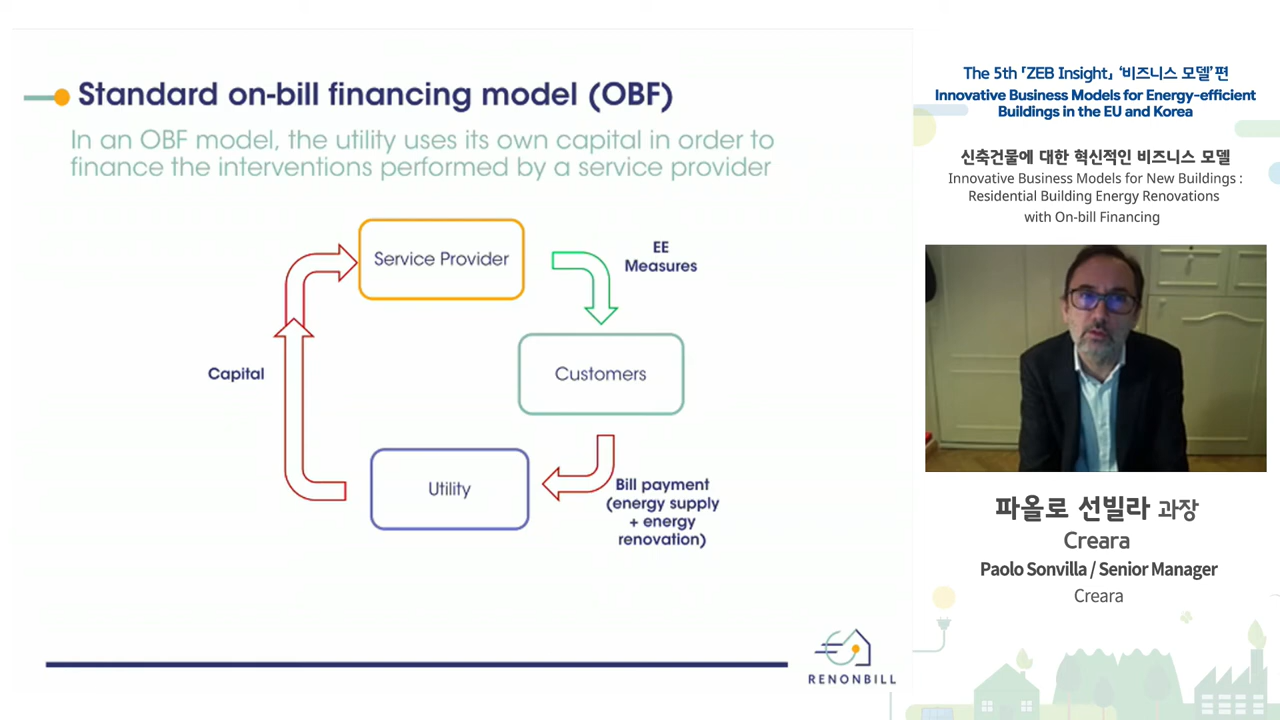 Standard on-bill financing model (OBF)
In an OBF model, the utility uses its own capital in order to
finance the interventions performed by a service provider
Service Provider
EE
Measures
Capital
Customers
Utility
Bill payment
(energy supply
+ energy
renovation)
RENONBILL
The 5th 「ZEB Insight」 '비즈니스 모델'편
Innovative Business Models for Energy-efficient
Buildings in the EU and Korea
신축건물에 대한 혁신적인 비즈니스 모델
Innovative Business Models for New Buildings :
Residential Building Energy Renovations
with On-bill Financing
파올로 선빌라 과장
Creara
Paolo Sonvilla / Senior Manager
Creara